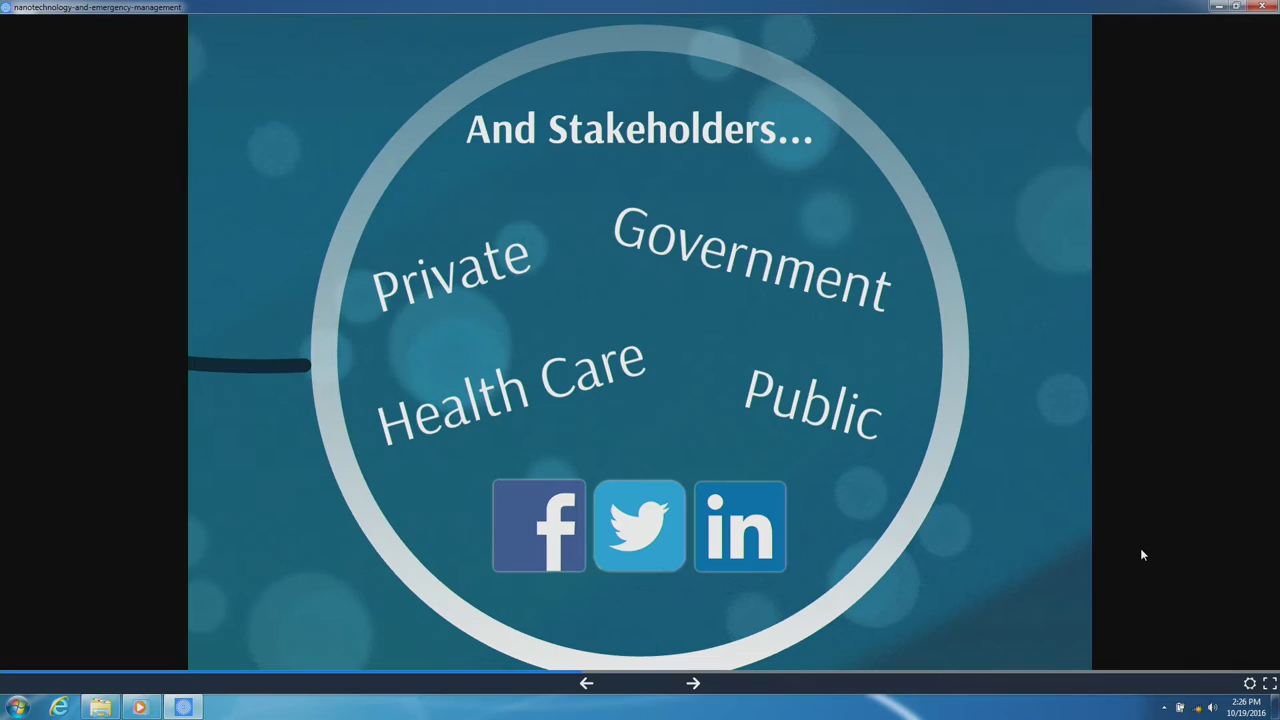 nanotechnology-and-emergency-management
And Stakeholders...
Private
Government
Health Care
Public
f
in
2:26 PM
10/19/2016